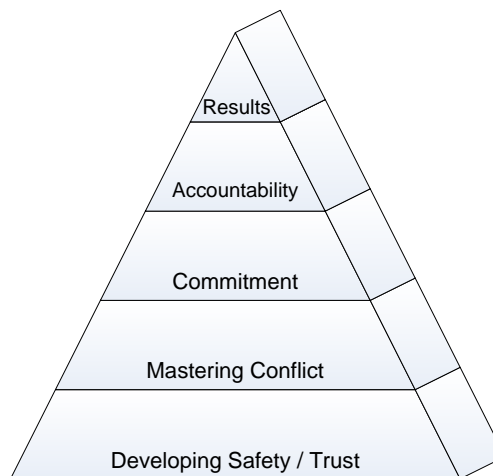 Results
Accountability
Commitment
Mastering Conflict
Developing Safety / Trust